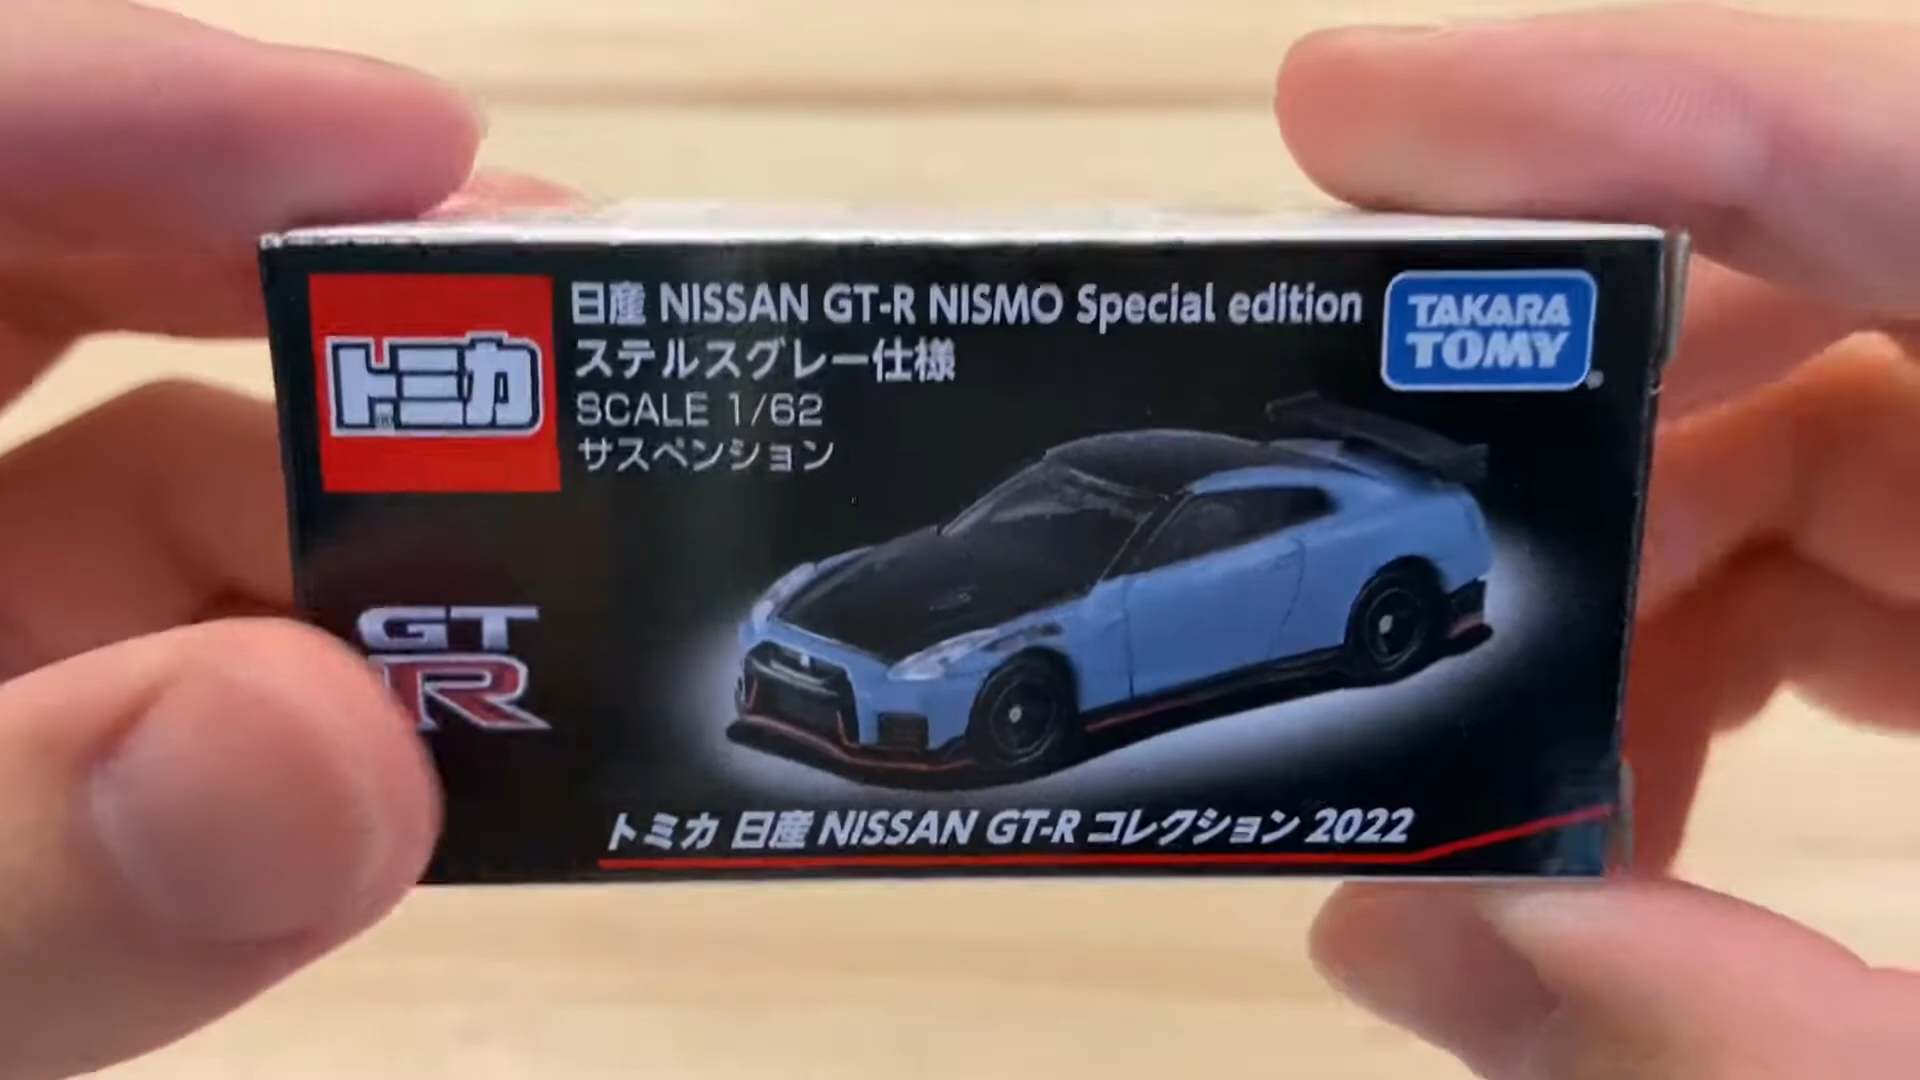 トミカ
日産 NISSAN GT-R NISMO Special edition
ステルスグレー仕様
SCALE 1/62
サスペンション
TAKARA
TOMY
GT
R
トミカ 日産 NISSAN GT-R コレクション 2022